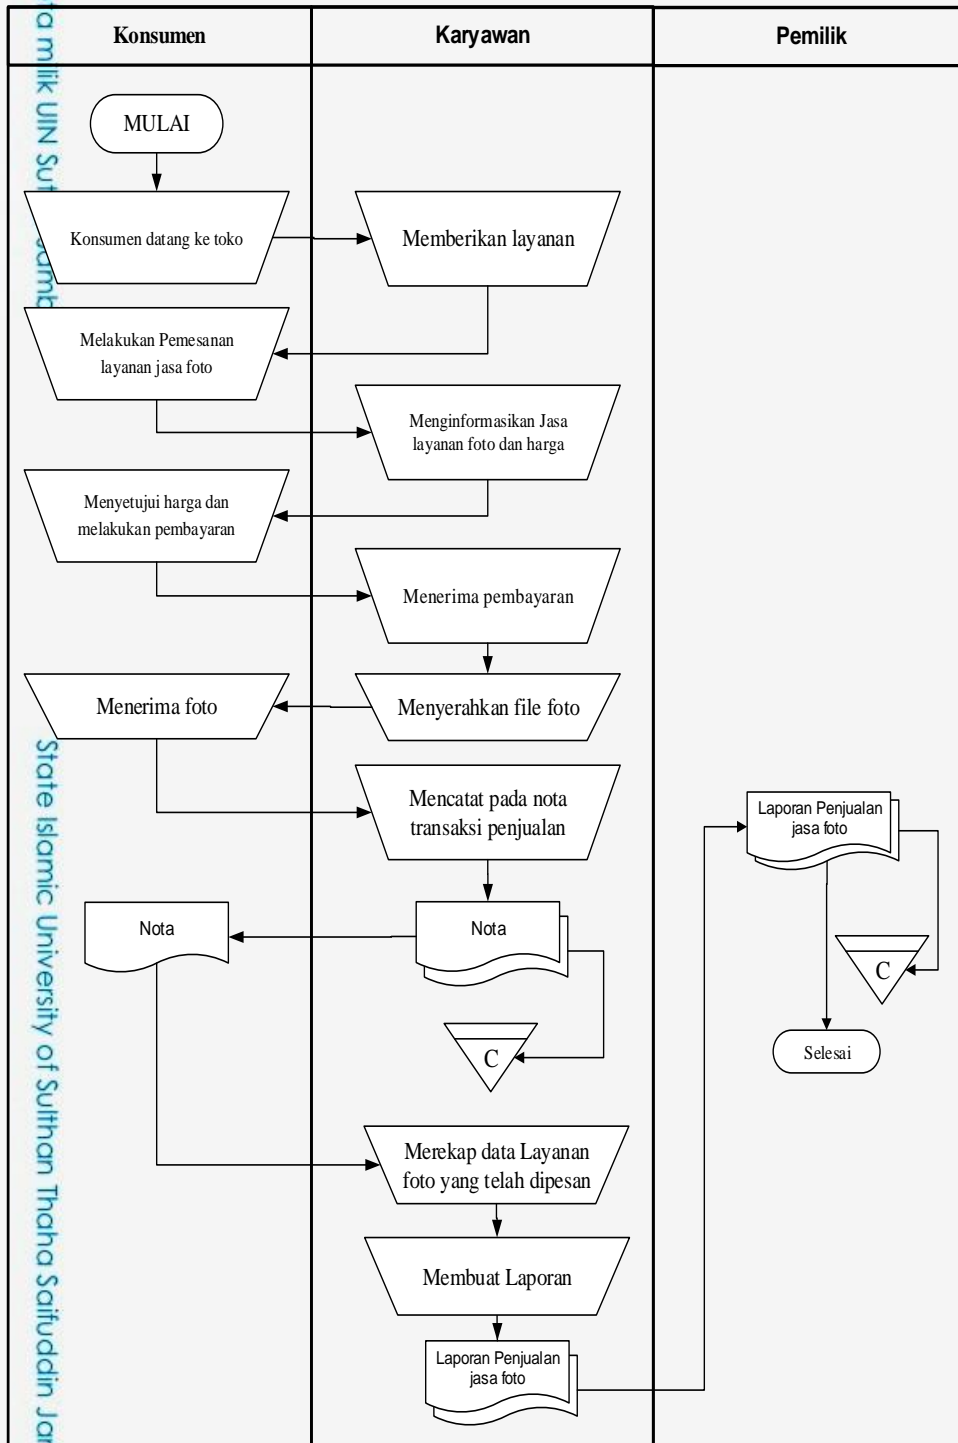 Konsumen
Karyawan
Pemilik
MULAI
Konsumen datang ke toko
Memberikan layanan
Melakukan Pemesanan
layanan jasa foto
Menginformasikan Jasa
layanan foto dan harga
Menyetujui harga dan
melakukan pembayaran
Menerima pembayaran
Menyerahkan file foto
Menerima foto
Mencatat pada nota
transaksi penjualan
Nota
Nota
C
Merekap data Layanan
foto yang telah dipesan
Membuat Laporan
Laporan Penjualan
jasa foto
Laporan Penjualan
jasa foto
C
Selesai
milik UIN
State Islamic University of Sulthan Thaha Saifuddin